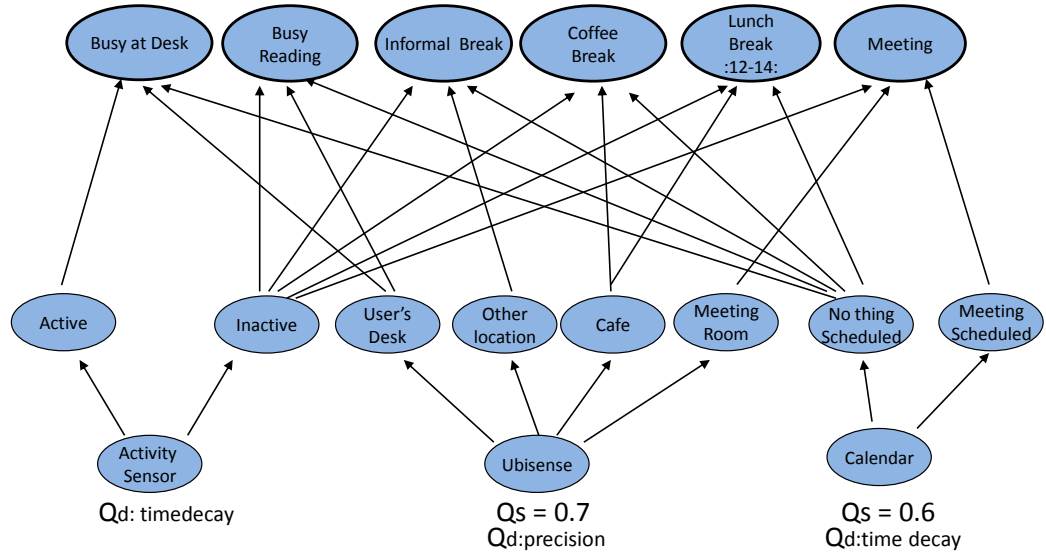 Busy at Desk
Busy
Reading
Informal Break
Coffee
Break
Lunch
Break
:12-14:
Meeting
Active
Inactive
User's
Desk
Other
location
Cafe
Meeting
Room
No thing
Scheduled
Meeting
Scheduled
Activity
Sensor
Ubisense
Calendar
Qd: timedecay
Qs = 0.7
Qd:precision
Qs = 0.6
Qd:time decay